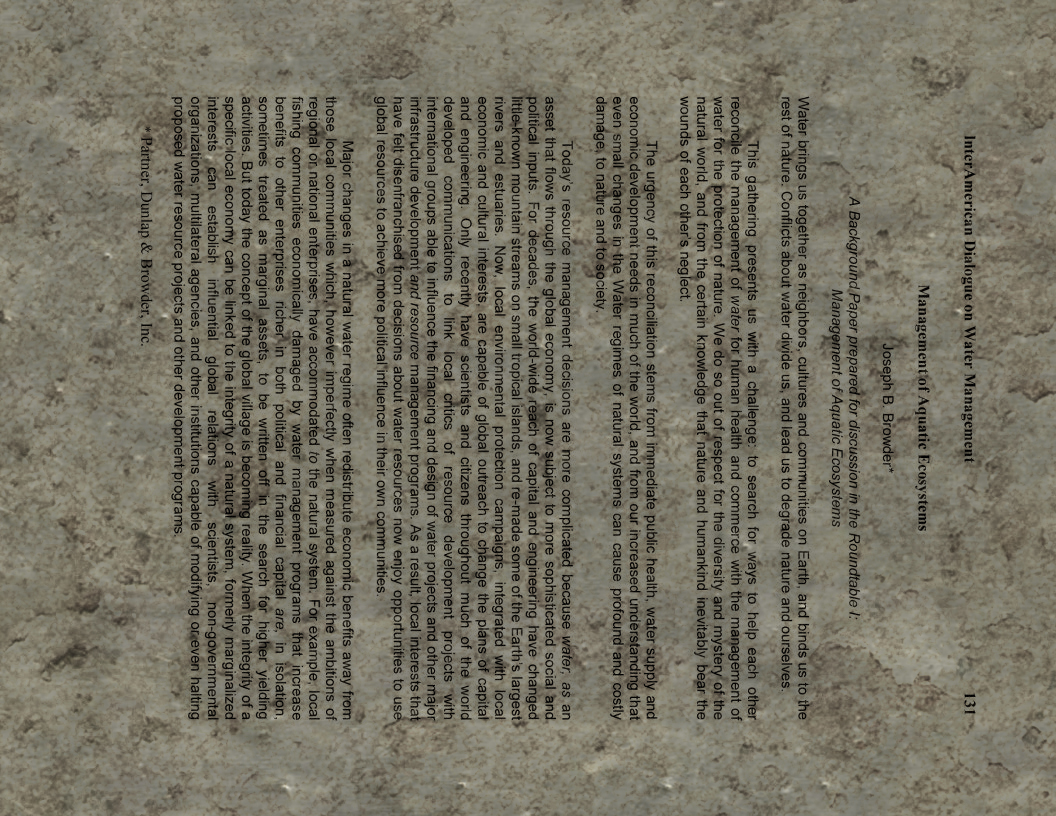 InterAmerican Dialogue on Water Management 131
Management of Aquatic Ecosystems
Joseph B. Browder*
A Background Paper prepared for discussion in the Roundtable I:
Management of Aquatic Ecosystems
Water brings us together as neighbors, cultures and communities on Earth, and binds us to the
rest of nature. Conflicts about water divide us, and lead us to degrade nature and ourselves.
This gathering presents us with a challenge: to search for ways to help each other
reconcile the management of water for human health and commerce with the management of
water for the protection of nature. We do so out of respect for the diversity and mystery of the
natural world, and from the certain knowledge that nature and humankind inevitably bear the
wounds of each other's neglect.
The urgency of this reconciliation stems from immediate public health, water supply and
economic development needs in much of the world, and from our increased understanding that
even small changes in the Water regimes of natural systems can cause profound and costly
damage, to nature and to society.
Today's resource management decisions are more complicated because water, as an
asset that flows through the global economy, is now subject to more sophisticated social and
political inputs. For decades, the world-wide reach of capital and engineering have changed
little-known mountain streams on small tropical islands, and re-made some of the Earth's largest
rivers and estuaries. Now, local environmental protection campaigns, integrated with local
economic and cultural interests, are capable of global outreach to change the plans of capital
and engineering. Only recently have scientists and citizens throughout much of the world
developed communications to link local critics of resource development projects with
international groups able to influence the financing and design of water projects and other major
infrastructure development and resource management programs. As a result, local interests that
have felt disenfranchised from decisions about water resources now enjoy opportunities to use
global resources to achieve more political influence in their own communities.
Major changes in a natural water regime often redistribute economic benefits away from
those local communities which, however imperfectly when measured against the ambitions of
regional or national enterprises, have accommodated to the natural system. For example, local
fishing communities economically damaged by water management programs that increase
benefits to other enterprises richer in both political and financial capital are, in isolation,
sometimes treated as marginal assets, to be written off in the search for higher yielding
activities. But today the concept of the global village is becoming reality. When the integrity of a
specific local economy can be linked to the integrity of a natural system, formerly marginalized
interests can establish influential global relations with scientists, non-governmental
organizations, multilateral agencies, and other institutions capable of modifying or even halting
proposed water resource projects and other development programs.
* Partner, Dunlap & Browder, Inc.